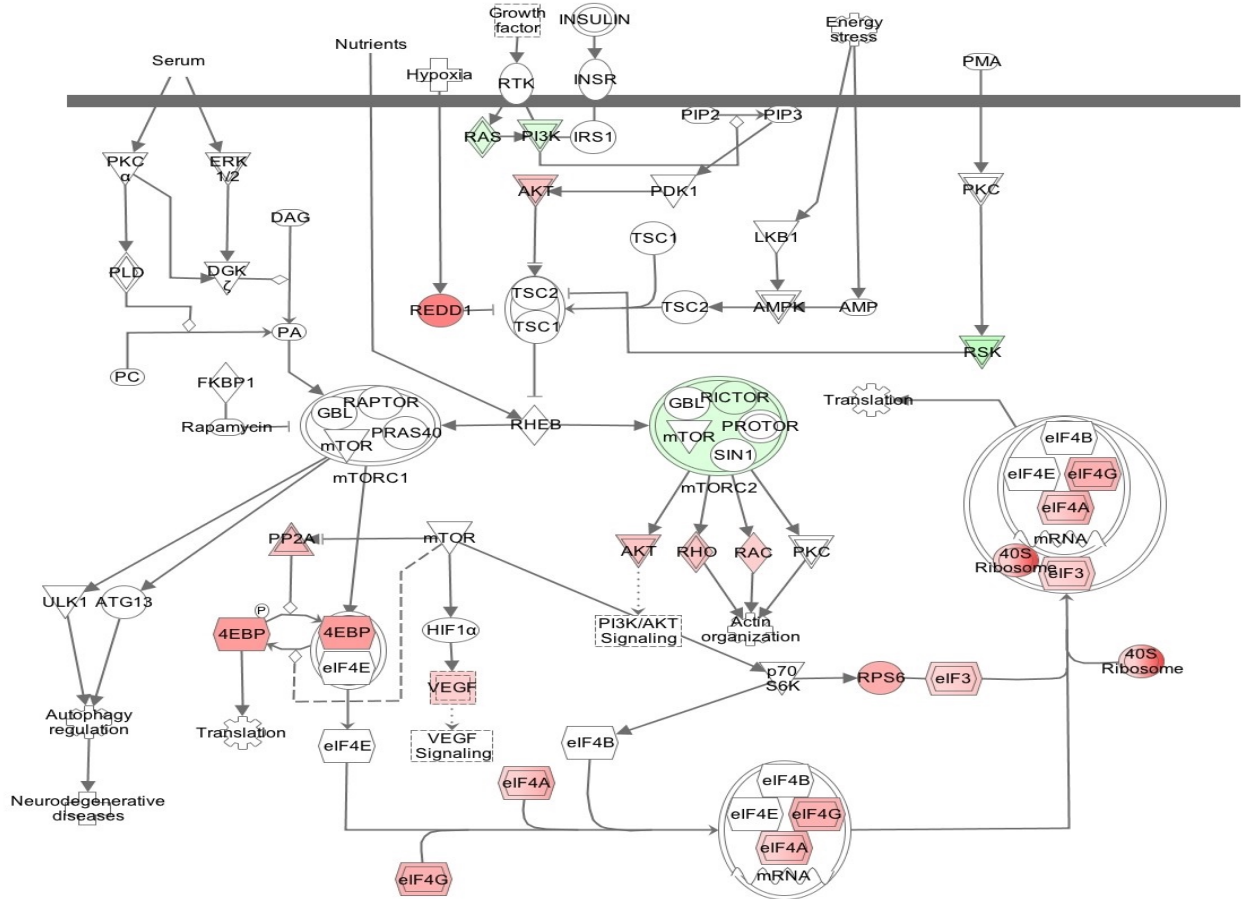 Growth
factor
INSULIN
Energy
stress
Nutrients
Serum
Hypoxia
RTK
INSR
PMA
PIP2
PIP3
RAS
PI3K
IRS1
PKC
α
ERK
1/2
AKT
PDK1
PKC
DAG
TSC1
LKB1
PLD
DGK
ζ
TSC2
REDD1
TSC2
AMPK
AMP
TSC1
PA
RSK
PC
FKBP1
Rapamycin
RAPTOR
GBL
mTOR
PRAS40
mTORC1
RHEB
GBL
RICTOR
PROTOR
mTOR
SIN1
mTORC2
Translation
eIF4B
eIF4E
eIF4G
eIF4A
mRNA
40S
Ribosome
eIF3
PP2A
mTOR
AKT
RHO
RAC
PKC
ULK1
ATG13
P
4EBP
4EBP
eIF4E
HIF1α
PI3K/AKT
Signaling
Actin
organization
p70
S6K
RPS6
eIF3
40S
Ribosome
VEGF
Autophagy
regulation
Translation
eIF4E
VEGF
Signaling
eIF4B
eIF4A
Neurodegenerative
diseases
eIF4B
eIF4E
eIF4G
eIF4A
mRNA
eIF4G